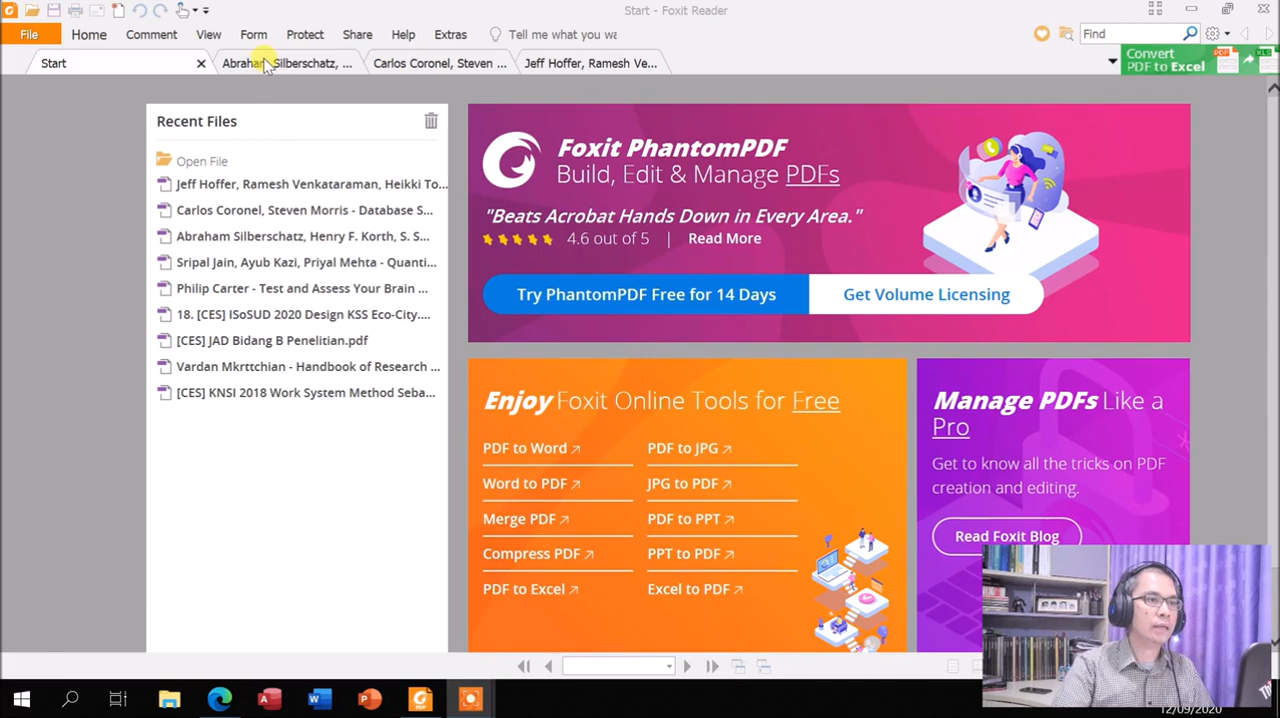 Start - Foxit Reader
File Home Comment View Form Protect Share Help Extras Tell me what you wa Find
Start Abraham Silberschatz, ... Carlos Coronel, Steven ... Jeff Hoffer, Ramesh Ve...
Convert
PDF to Excel
PDF XLS
Recent Files
Open File
Jeff Hoffer, Ramesh Venkataraman, Heikki To...
Carlos Coronel, Steven Morris - Database S...
Abraham Silberschatz, Henry F. Korth, S. S...
Sripal Jain, Ayub Kazi, Priyal Mehta - Quanti...
Philip Carter - Test and Assess Your Brain ...
18. [CES] ISoSUD 2020 Design KSS Eco-City....
[CES] JAD Bidang B Penelitian.pdf
Vardan Mkrttchian - Handbook of Research ...
[CES] KNSI 2018 Work System Method Seba...
Foxit PhantomPDF
Build, Edit & Manage PDFs
"Beats Acrobat Hands Down in Every Area."
4.6 out of 5 | Read More
Try PhantomPDF Free for 14 Days Get Volume Licensing
Enjoy Foxit Online Tools for Free
PDF to Word PDF to JPG
Word to PDF JPG to PDF
Merge PDF PDF to PPT
Compress PDF PPT to PDF
PDF to Excel Excel to PDF
Manage PDFs Like a
Pro
Get to know all the tricks on PDF
creation and editing.
Read Foxit Blog
12/09/2020